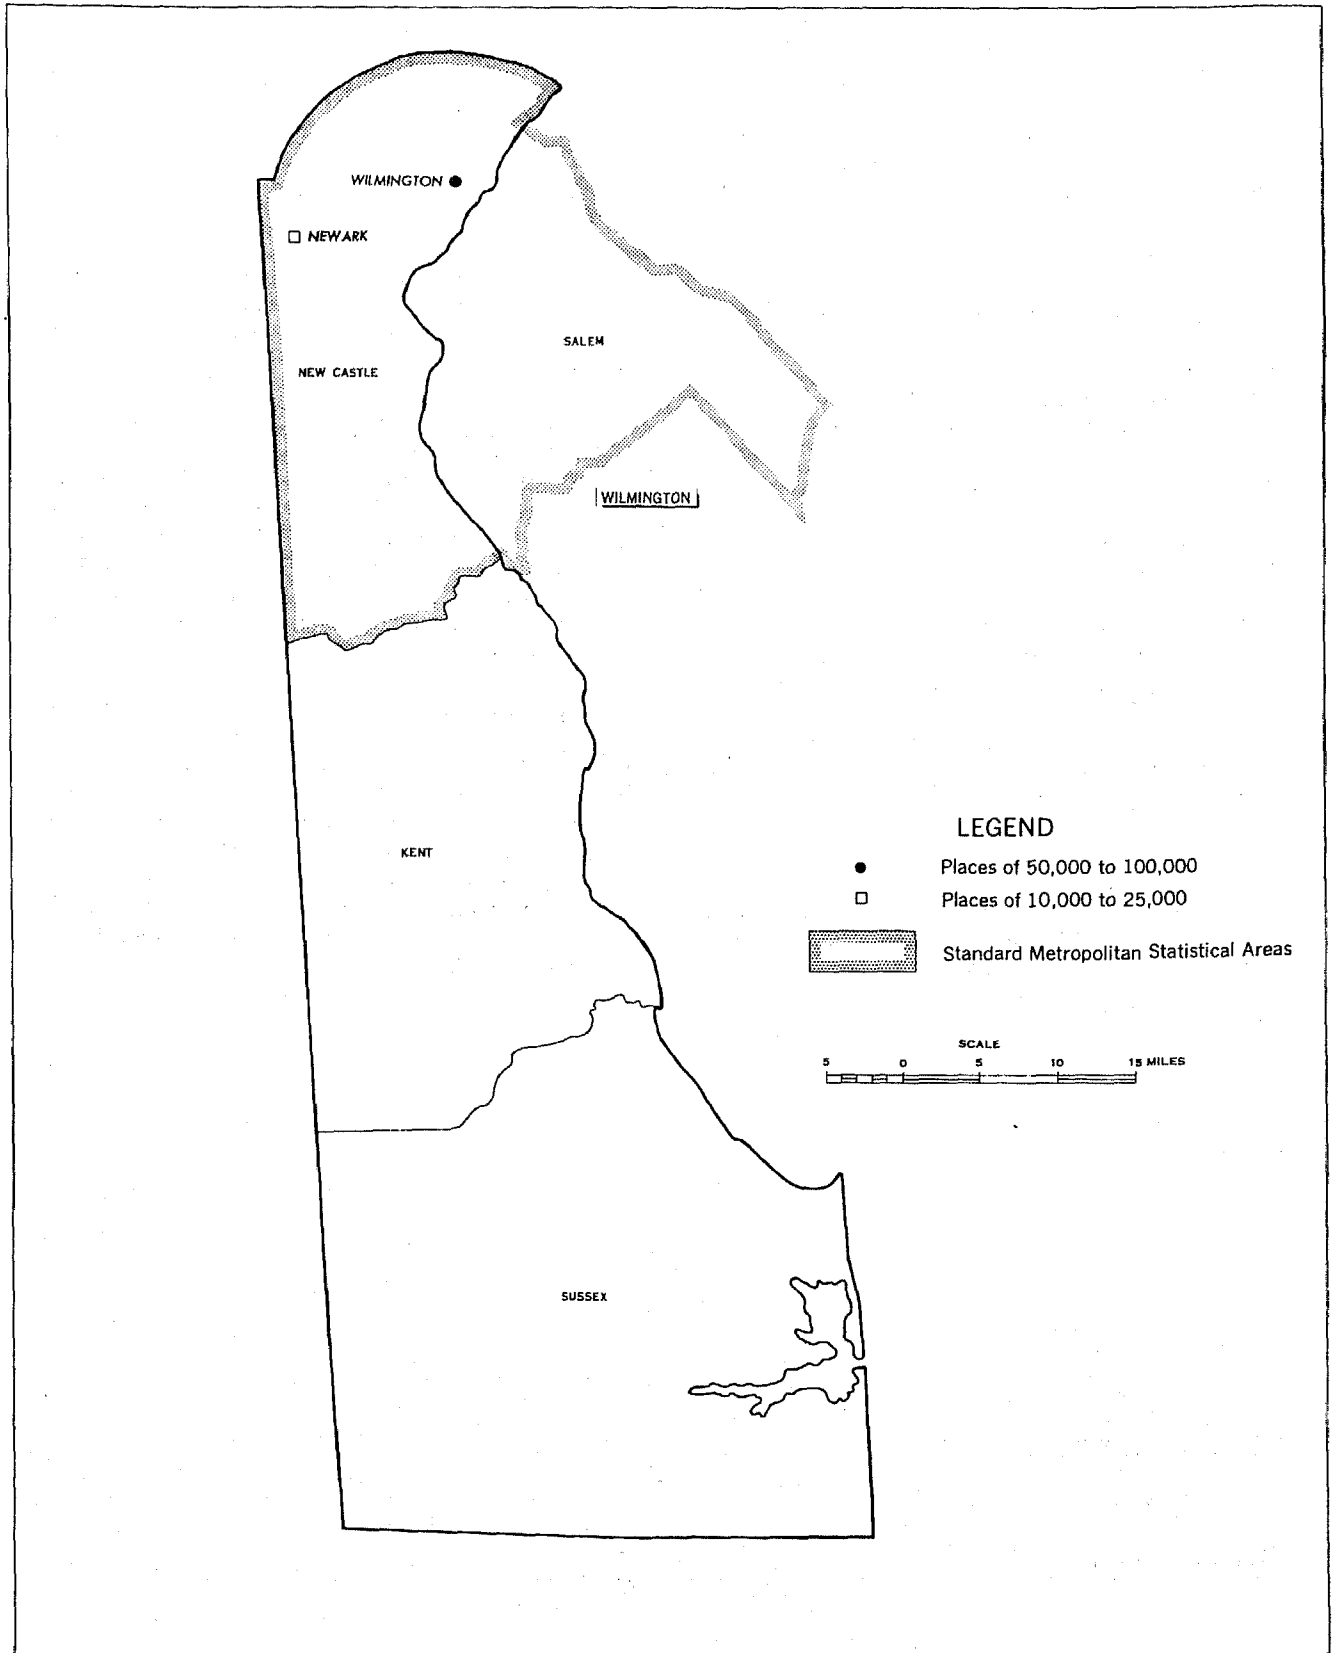 WILMINGTON
NEWARK
SALEM
NEW CASTLE
WILMINGTON
KENT
LEGEND
Places of 50,000 to 100,000
Places of 10,000 to 25,000
Standard Metropolitan Statistical Areas
SCALE
5 0 5 10 15 MILES
SUSSEX